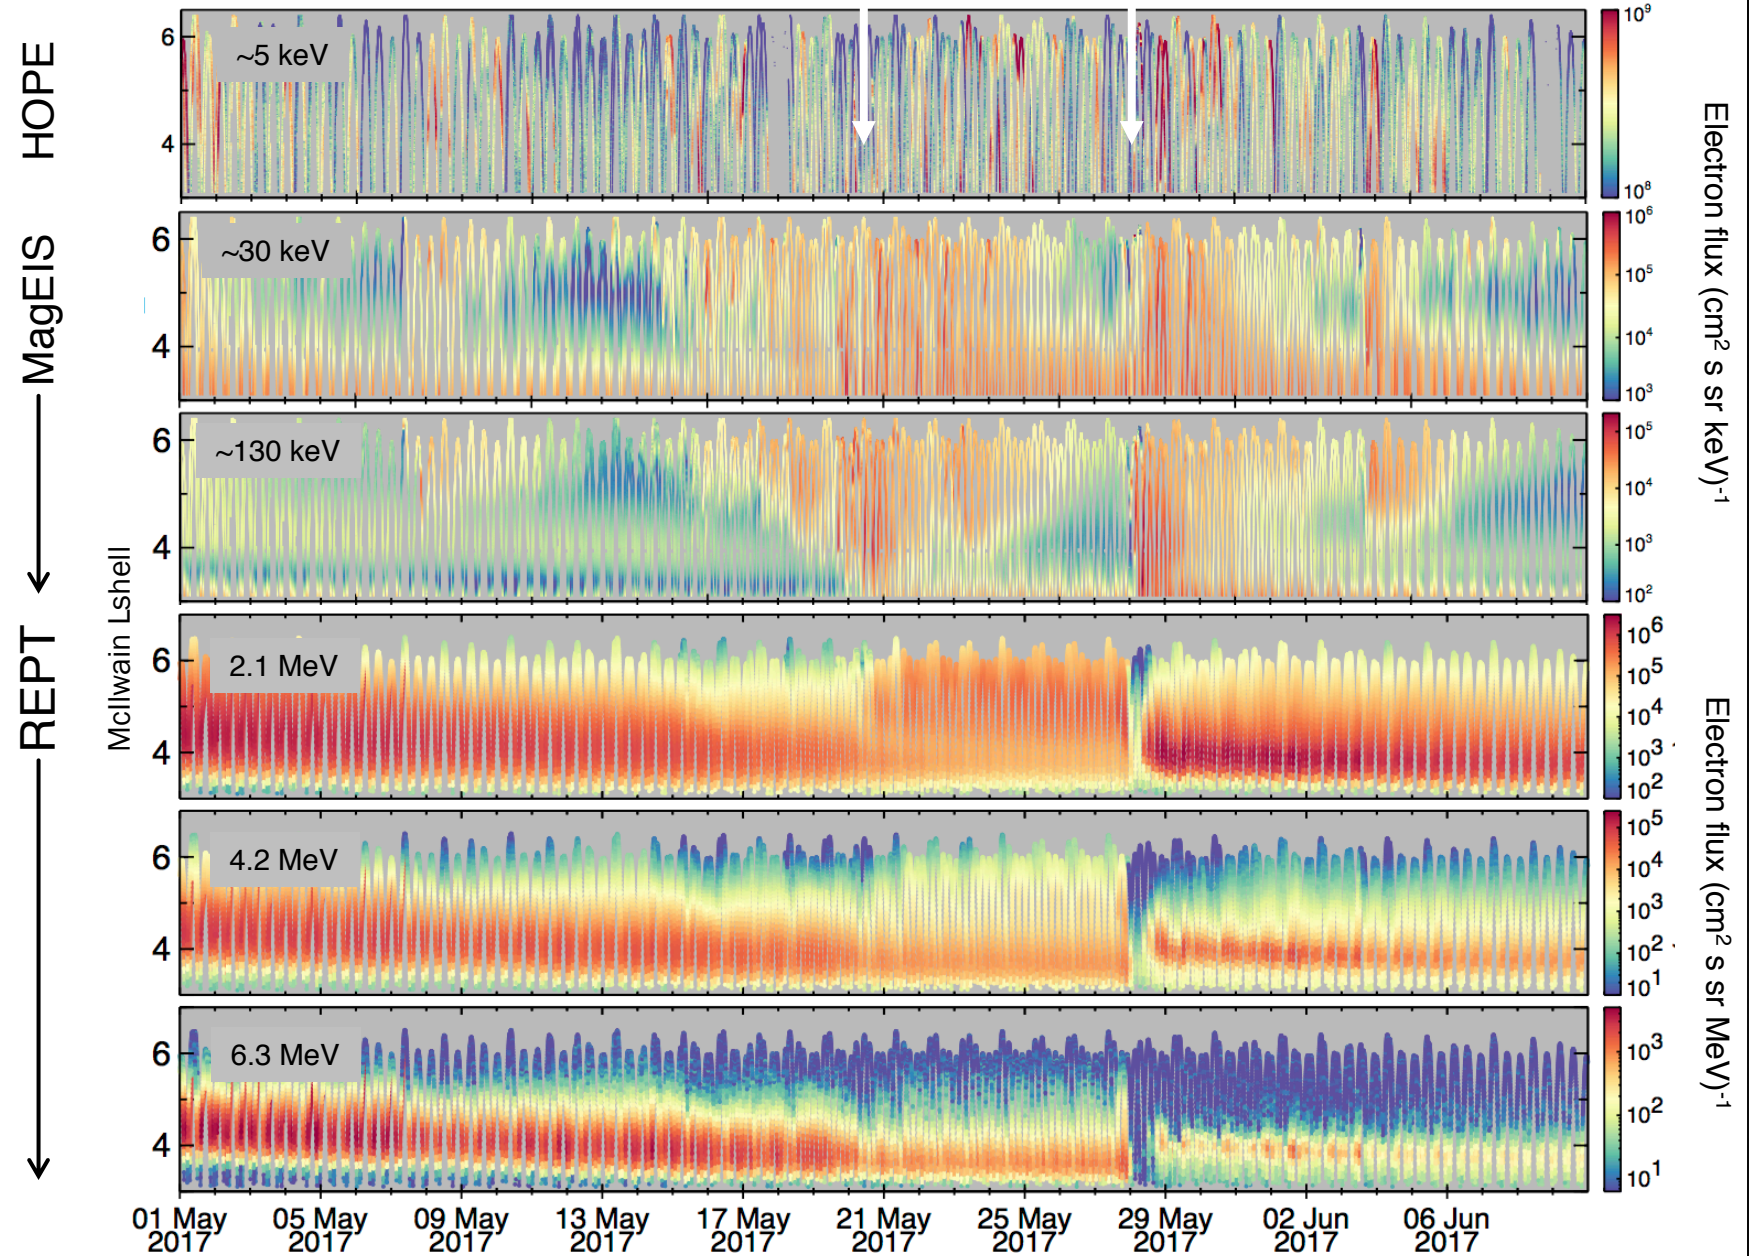 HOPE
~5 keV
6
4
10⁹
10⁸
MagEIS
~30 keV
6
4
10⁶
10⁵
10⁴
10³
~130 keV
6
4
10⁵
10⁴
10³
10²
Electron flux (cm² s sr keV)⁻¹
McIlwain Lshell
REPT
2.1 MeV
6
4
10⁶
10⁵
10⁴
10³
10²
4.2 MeV
6
4
10⁵
10⁴
10³
10²
10¹
6.3 MeV
6
4
10³
10²
10¹
Electron flux (cm² s sr MeV)⁻¹
01 May 05 May 09 May 13 May 17 May 21 May 25 May 29 May 02 Jun 06 Jun
2017 2017 2017 2017 2017 2017 2017 2017 2017 2017